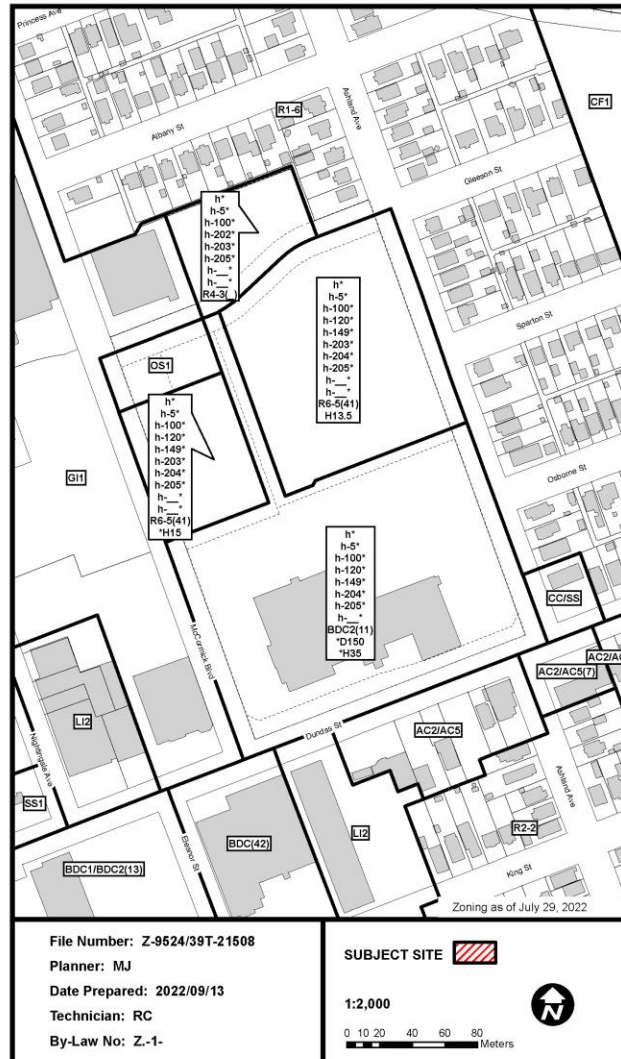 Princess Ave
Albany St
R1-6
Ashland Ave
CF1
Gleeson St
h*
h-5*
h-100*
h-202*
h-203*
h-205*
h-__*
h-__*
R4-3(_)
h*
h-5*
h-100*
h-120*
h-149*
h-203*
h-204*
h-205*
h-__*
h-__*
R6-5(41)
H13.5
Sparton St
OS1
h*
h-5*
h-100*
h-120*
h-149*
h-203*
h-204*
h-205*
h-__*
h-__*
R6-5(41)
*H15
GI1
Osborne St
h*
h-5*
h-100*
h-120*
h-149*
h-204*
h-205*
h-__*
BDC2(11)
*D150
*H35
CC/SS
McCormick Blvd
AC2/AC
AC2/AC5(7)
LI2
Dundas St
AC2/AC5
Nightingale Ave
SS1
Ashland Ave
R2-2
Eleanor St
BDC(42)
LI2
BDC1/BDC2(13)
King St
Zoning as of July 29, 2022
File Number: Z-9524/39T-21508
Planner: MJ
Date Prepared: 2022/09/13
Technician: RC
By-Law No: Z.-1-
SUBJECT SITE
1:2,000
N
0 10 20 40 60 80
Meters